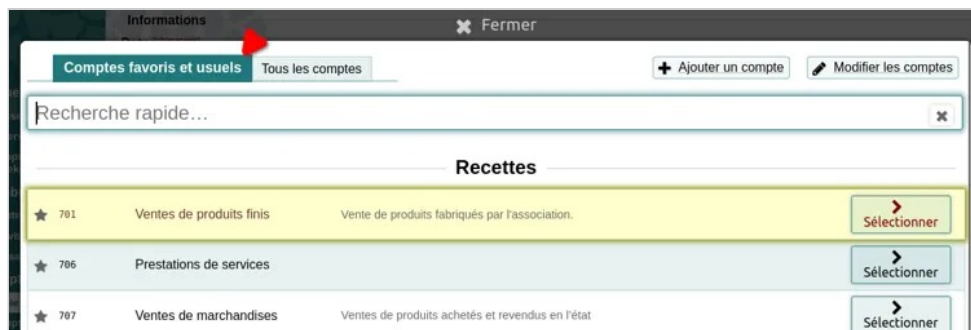 Informations
Fermer
Comptes favoris et usuels Tous les comptes Ajouter un compte Modifier les comptes
Recherche rapide…
Recettes
701 Ventes de produits finis Vente de produits fabriqués par l'association. Sélectionner
706 Prestations de services Sélectionner
707 Ventes de marchandises Ventes de produits achetés et revendus en l'état Sélectionner